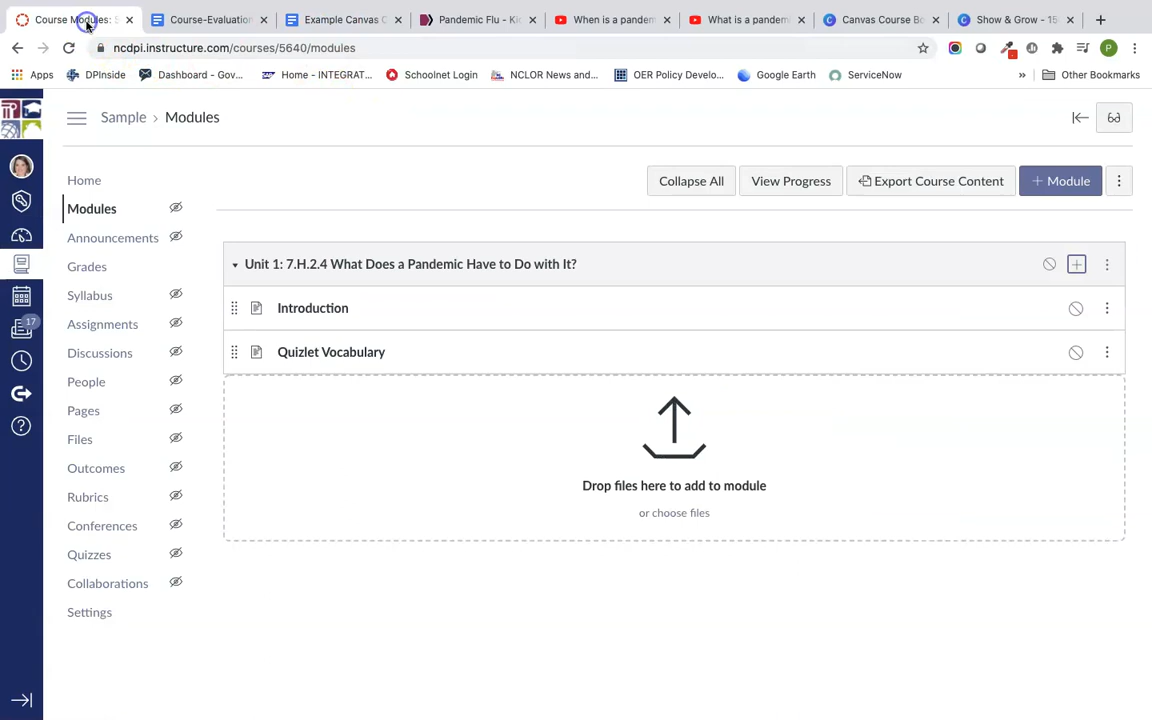 Course Modules: S
Course-Evaluation
Example Canvas C
Pandemic Flu - Kid
When is a pandem
What is a pandemi
Canvas Course Bo
Show & Grow - 15
ncdpi.instructure.com/courses/5640/modules
P
Apps
DPInside
Dashboard - Gov...
Home - INTEGRAT...
Schoolnet Login
NCLOR News and...
OER Policy Develo...
Google Earth
ServiceNow
»
Other Bookmarks
Sample › Modules
Home
Modules
Announcements
Grades
Syllabus
Assignments
Discussions
People
Pages
Files
Outcomes
Rubrics
Conferences
Quizzes
Collaborations
Settings
17
Collapse All
View Progress
Export Course Content
+ Module
Unit 1: 7.H.2.4 What Does a Pandemic Have to Do with It?
Introduction
Quizlet Vocabulary
Drop files here to add to module
or choose files